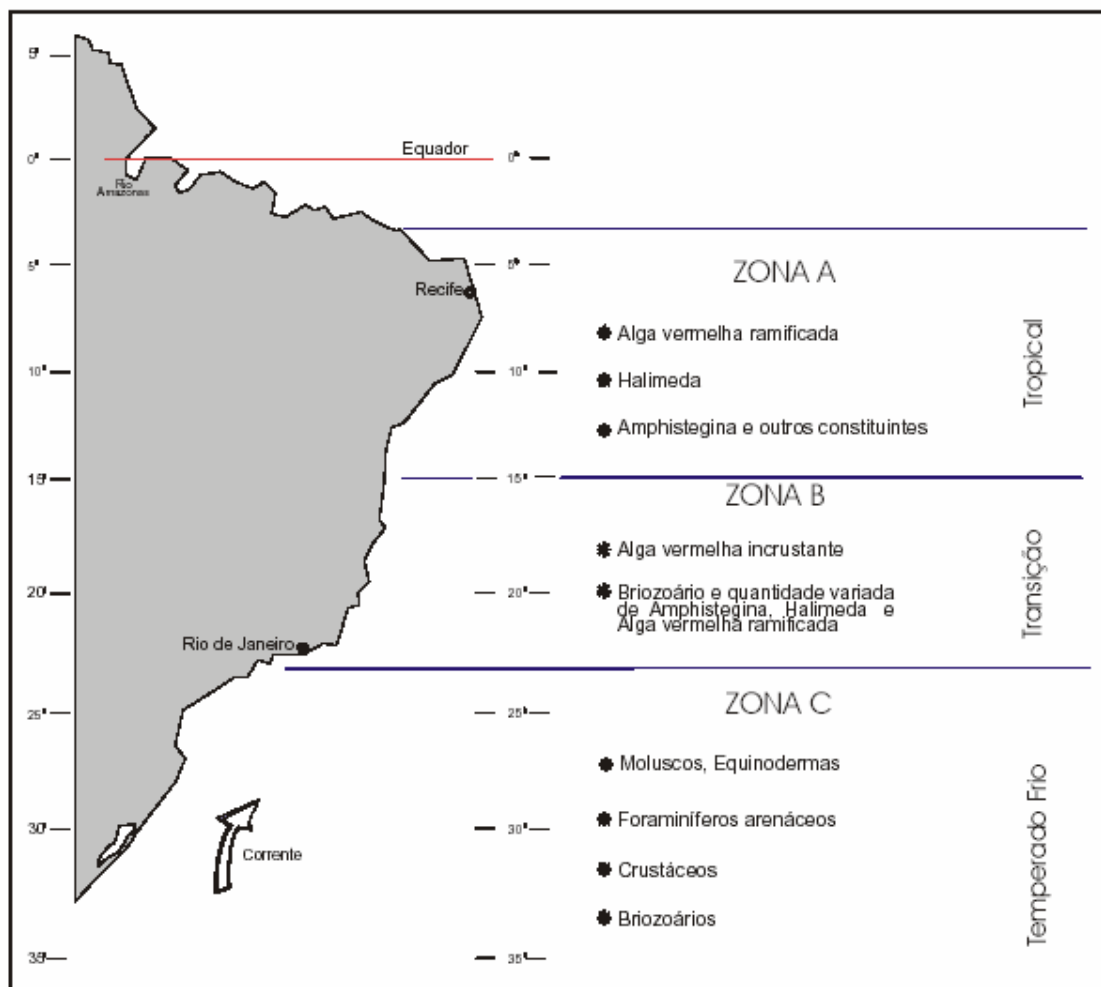 5°
0°
Equador
0°
Rio
Amazonas
5°
5°
ZONA A
Recife
Alga vermelha ramificada
Tropical
10°
10°
Halimeda
Amphistegina e outros constituintes
15°
15°
ZONA B
Alga vermelha incrustante
Transição
20°
20°
Briozoário e quantidade variada
de Amphistegina, Halimeda e
Alga vermelha ramificada
Rio de Janeiro
25°
25°
ZONA C
Moluscos, Equinodermas
Temperado Frio
30°
30°
Foraminíferos arenáceos
Corrente
Crustáceos
Briozoários
35°
35°